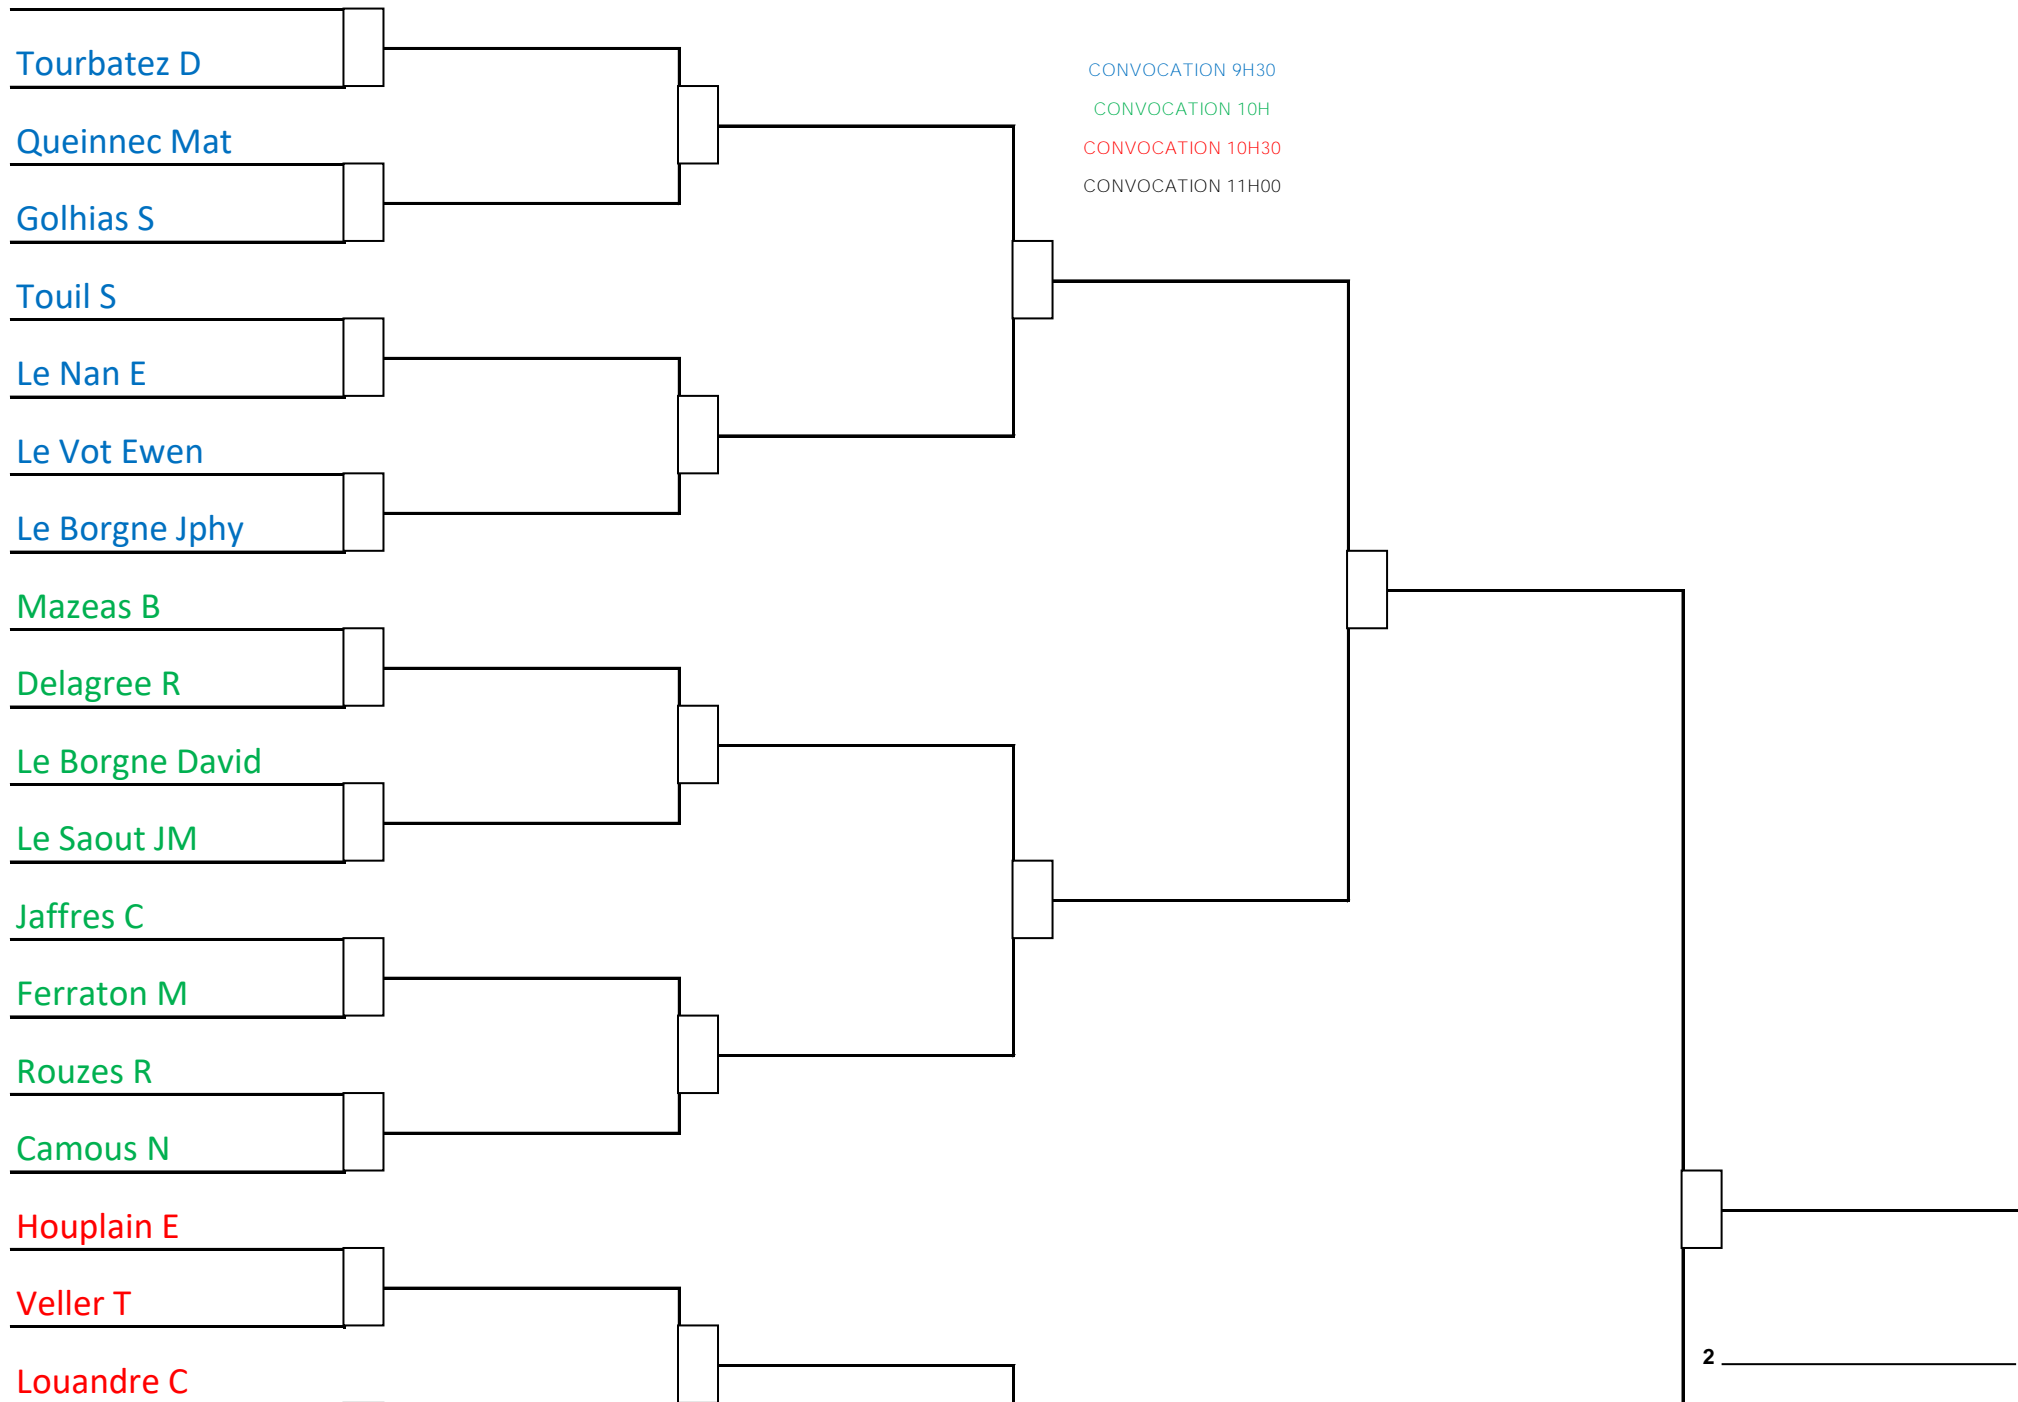 Tourbatez D
Queinnec Mat
Golhias S
Touil S
Le Nan E
Le Vot Ewen
Le Borgne Jphy
Mazeas B
Delagree R
Le Borgne David
Le Saout JM
Jaffres C
Ferraton M
Rouzes R
Camous N
Houplain E
Veller T
Louandre C
CONVOCATION 9H30
CONVOCATION 10H
CONVOCATION 10H30
CONVOCATION 11H00
2